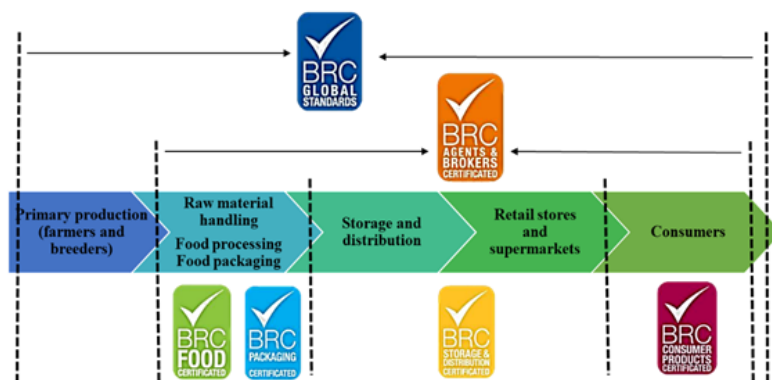 BRC
GLOBAL
STANDARDS
BRC
AGENTS &
BROKERS
CERTIFICATED
Primary production
(farmers and
breeders)
Raw material
handling
Food processing
Food packaging
Storage and
distribution
Retail stores
and
supermarkets
Consumers
BRC
FOOD
CERTIFICATED
BRC
PACKAGING
CERTIFICATED
BRC
STORAGE &
DISTRIBUTION
CERTIFICATED
BRC
CONSUMER
PRODUCTS
CERTIFICATED